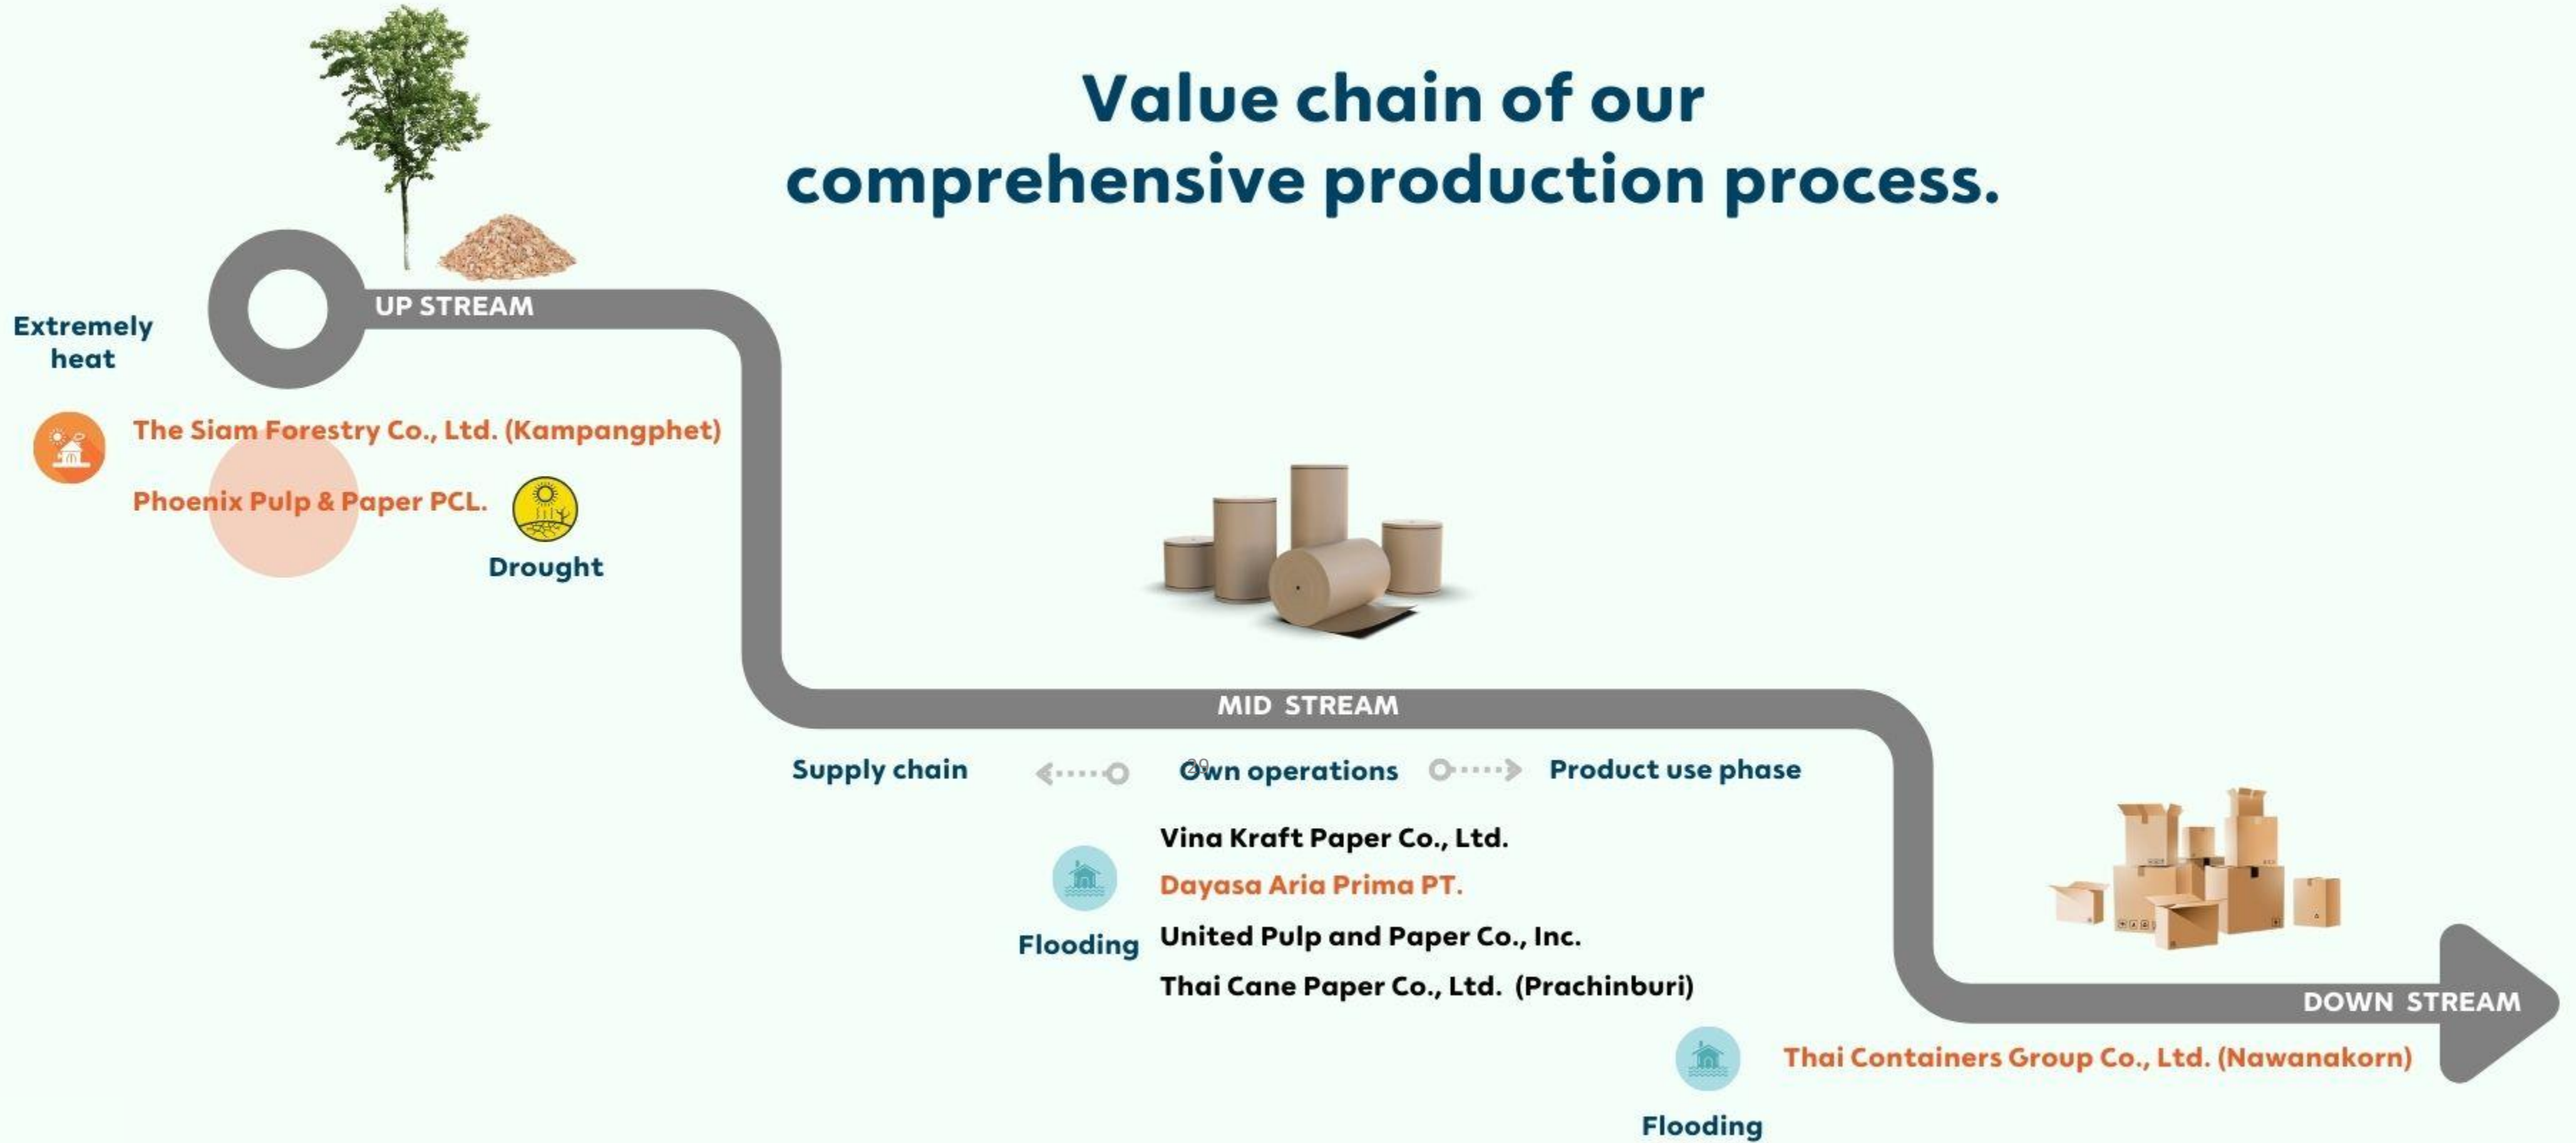 Value chain of our
comprehensive production process.
UP STREAM
Extremely
heat
The Siam Forestry Co., Ltd. (Kampangphet)
Phoenix Pulp & Paper PCL.
Drought
MID STREAM
Supply chain
Own operations
29
Product use phase
Vina Kraft Paper Co., Ltd.
Dayasa Aria Prima PT.
Flooding
United Pulp and Paper Co., Inc.
Thai Cane Paper Co., Ltd. (Prachinburi)
DOWN STREAM
Thai Containers Group Co., Ltd. (Nawanakorn)
Flooding